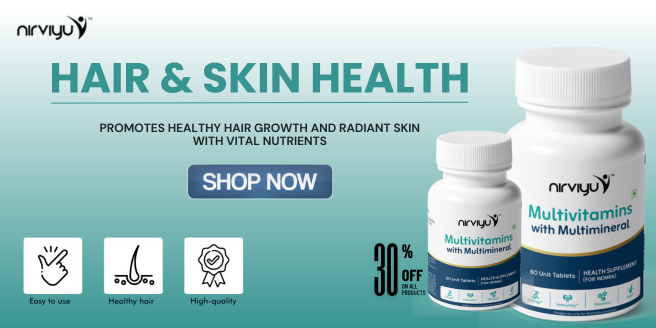 nirviyu
TM
HAIR & SKIN HEALTH
PROMOTES HEALTHY HAIR GROWTH AND RADIANT SKIN
WITH VITAL NUTRIENTS
SHOP NOW
Easy to use
Healthy hair
High-quality
30%
OFF
ON ALL
PRODUCTS
nirviyu
Multivitamins
with Multimineral
60 Unit Tablets
HEALTH SUPPLEMENT
(FOR WOMEN)
nirviyu
Multivitamins
with Multimineral
60 Unit Tablets
HEALTH SUPPLEMENT
(FOR WOMEN)